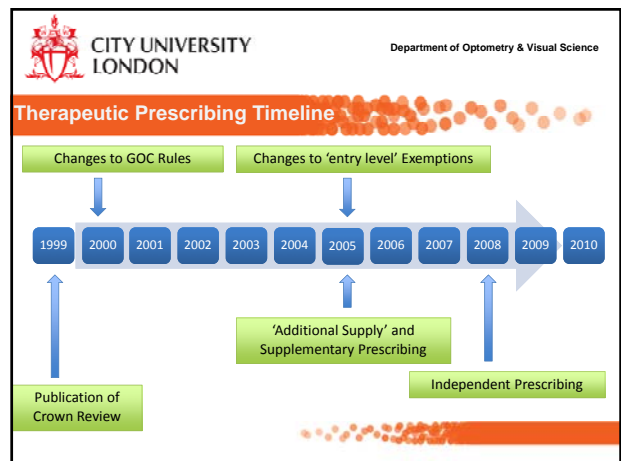 CITY UNIVERSITY
LONDON
Department of Optometry & Visual Science
Therapeutic Prescribing Timeline
Changes to GOC Rules
Changes to ‘entry level’ Exemptions
1999 2000 2001 2002 2003 2004 2005 2006 2007 2008 2009 2010
‘Additional Supply’ and
Supplementary Prescribing
Independent Prescribing
Publication of
Crown Review